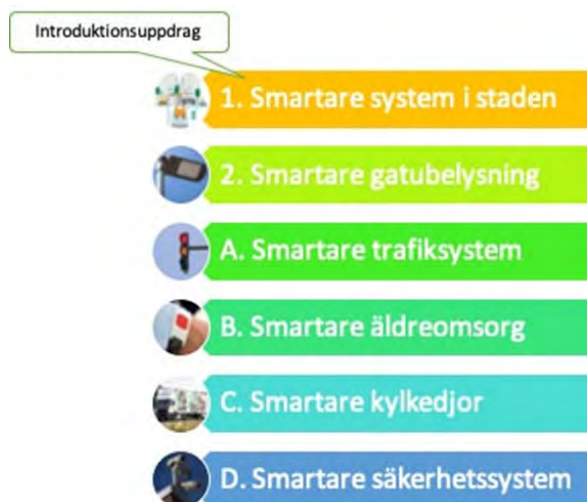 Introduktionsuppdrag
1. Smartare system i staden
2. Smartare gatubelysning
A. Smartare trafiksystem
B. Smartare äldreomsorg
C. Smartare kylkedjor
D. Smartare säkerhetssystem